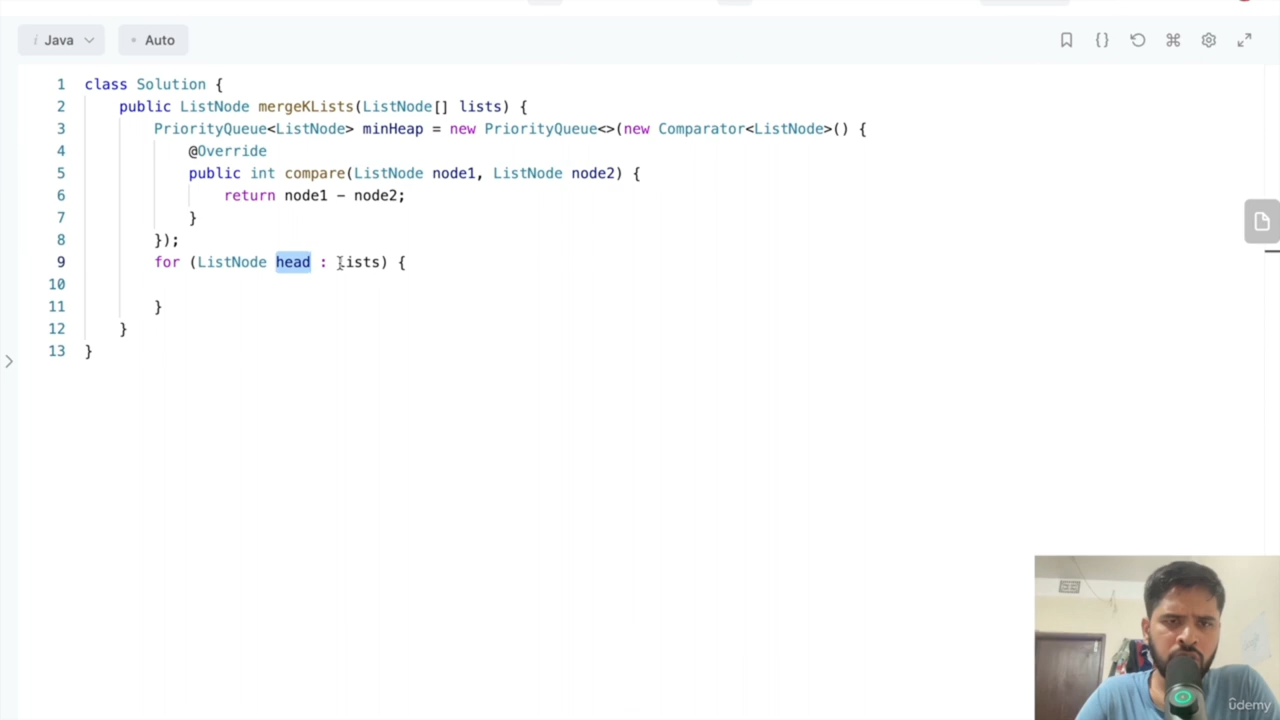 i Java Auto
1 class Solution {
2 public ListNode mergeKLists(ListNode[] lists) {
3 PriorityQueue<ListNode> minHeap = new PriorityQueue<>(new Comparator<ListNode>() {
4 @Override
5 public int compare(ListNode node1, ListNode node2) {
6 return node1 - node2;
7 }
8 });
9 for (ListNode head : lists) {
10
11 }
12 }
13 }
ûdemy